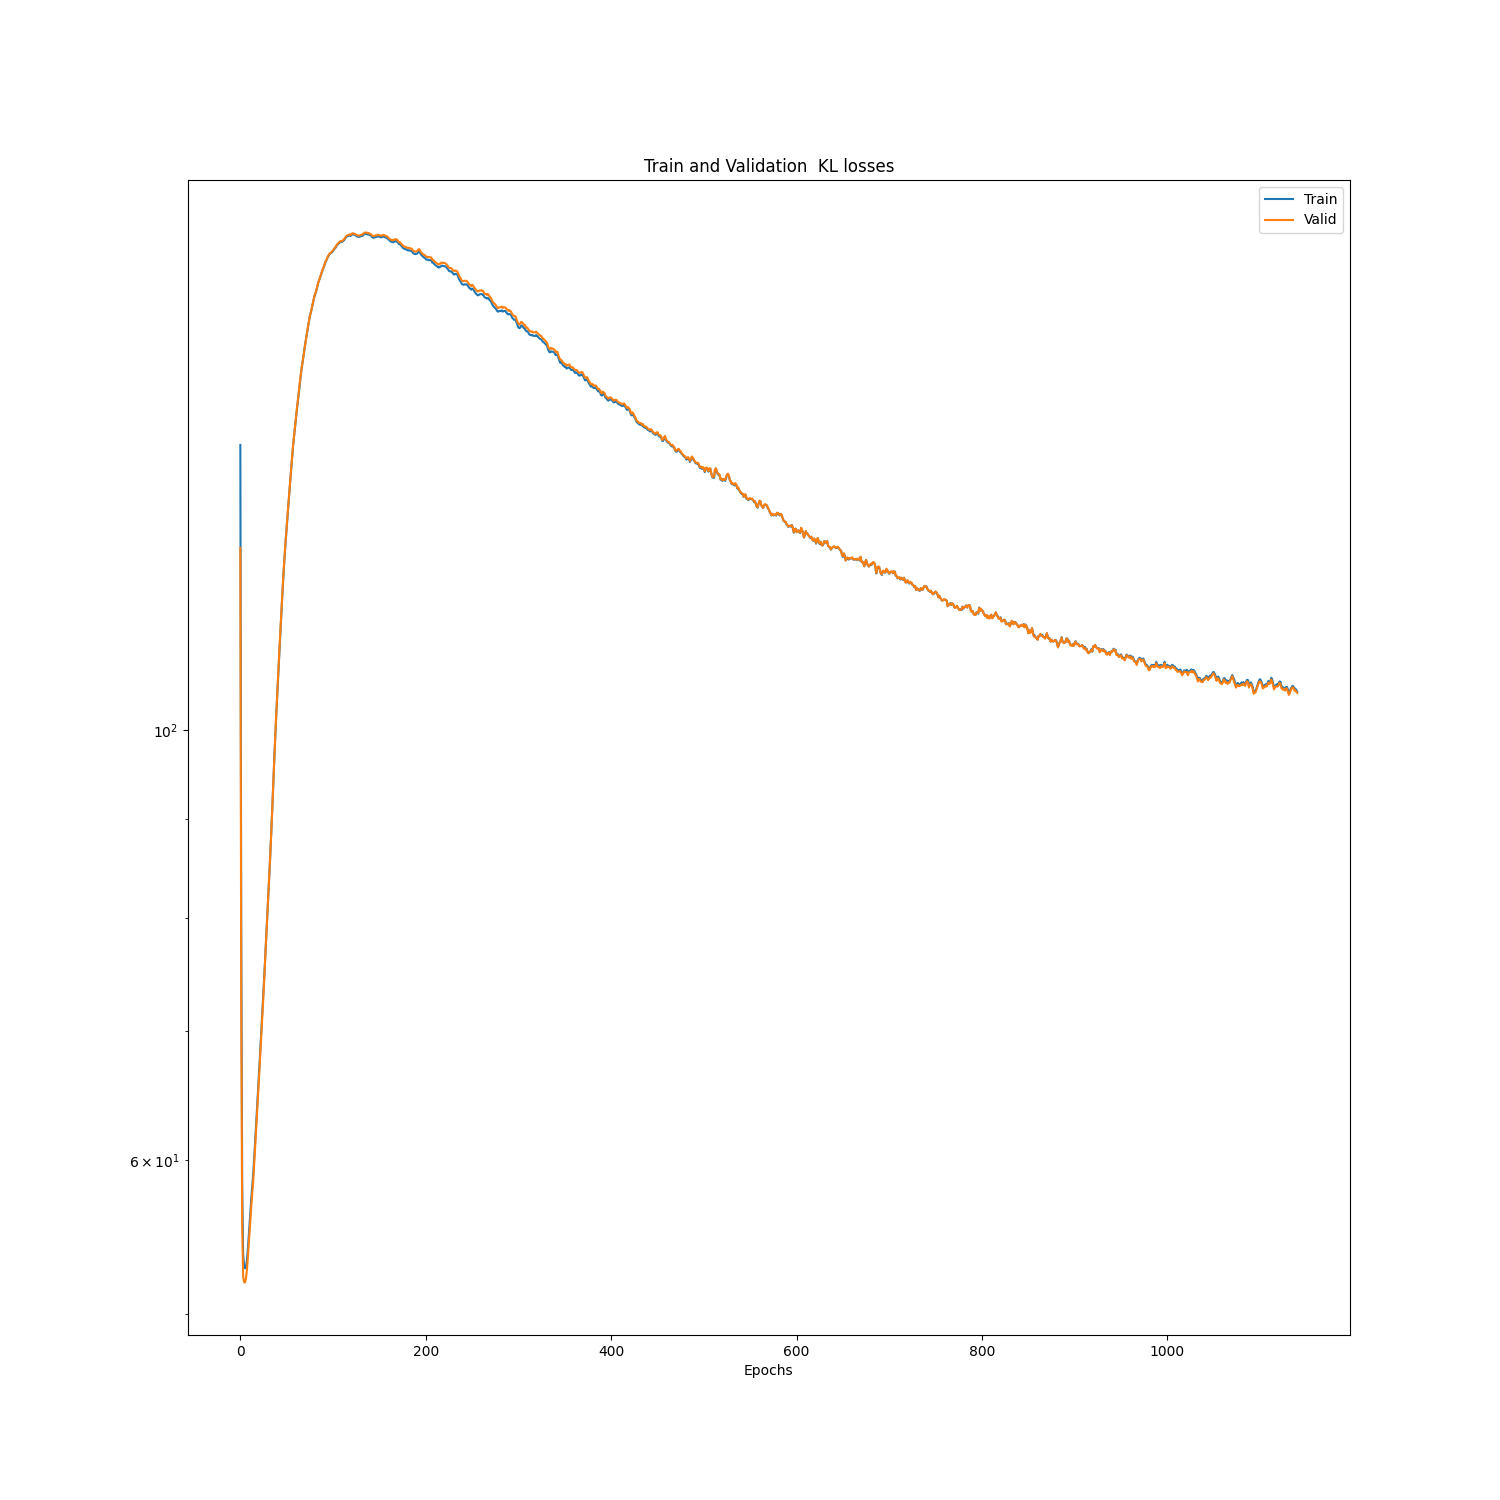 Train and Validation  KL losses
Train
Valid
10²
6 × 10¹
0 200 400 600 800 1000
Epochs